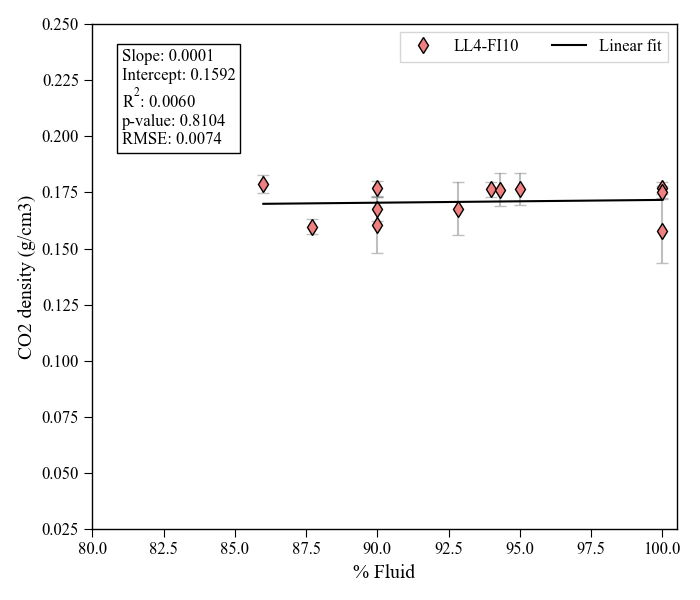 0.250
0.225
0.200
0.175
0.150
0.125
0.100
0.075
0.050
0.025
CO2 density (g/cm3)
Slope: 0.0001
Intercept: 0.1592
R²: 0.0060
p-value: 0.8104
RMSE: 0.0074
LL4-FI10
Linear fit
80.0 82.5 85.0 87.5 90.0 92.5 95.0 97.5 100.0
% Fluid